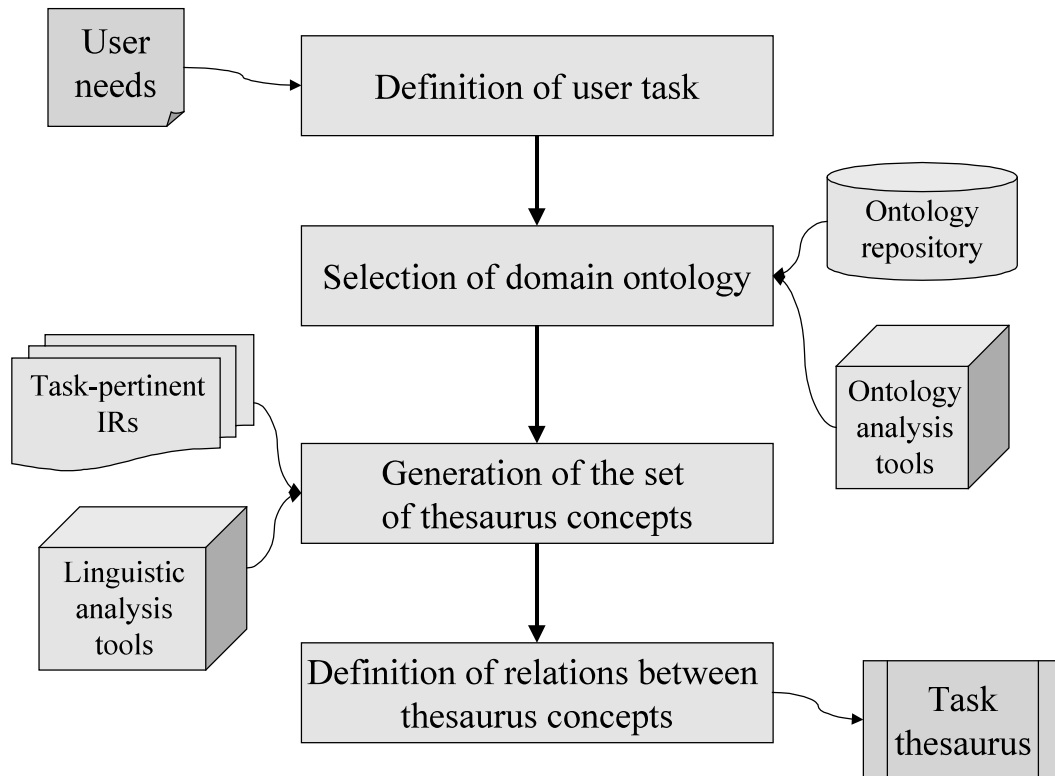 User
needs
Definition of user task
Ontology
repository
Selection of domain ontology
Task-pertinent
IRs
Ontology
analysis
tools
Generation of the set
of thesaurus concepts
Linguistic
analysis
tools
Definition of relations between
thesaurus concepts
Task
thesaurus